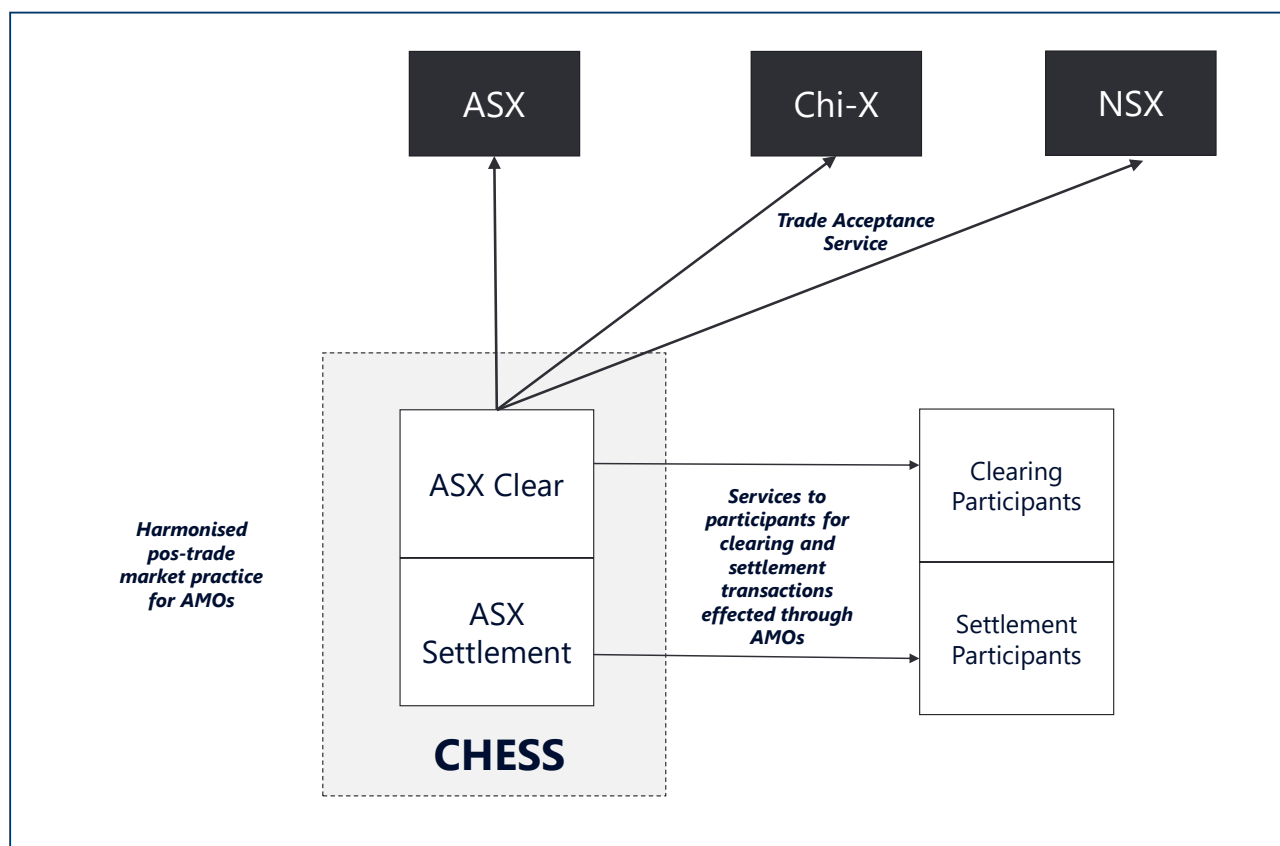 ASX
Chi-X
NSX
Trade Acceptance
Service
ASX Clear
ASX
Settlement
CHESS
Harmonised
pos-trade
market practice
for AMOs
Services to
participants for
clearing and
settlement
transactions
effected through
AMOs
Clearing
Participants
Settlement
Participants